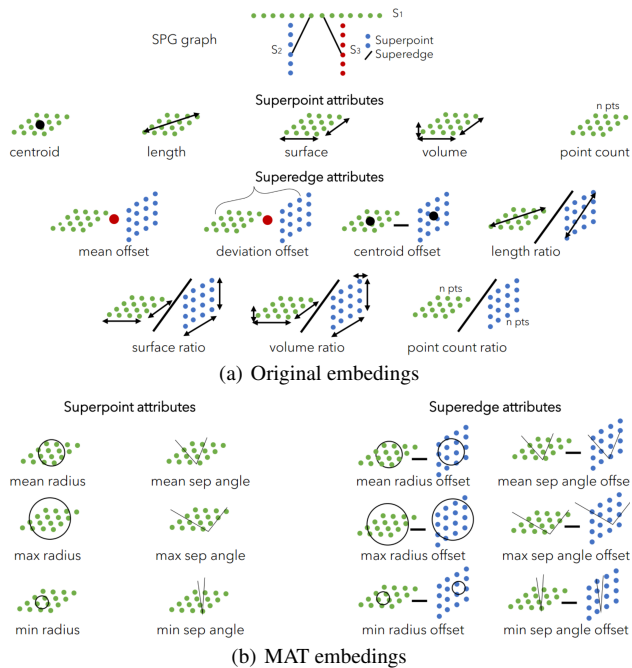 S1
SPG graph
S2
S3
Superpoint
Superedge
Superpoint attributes
n pts
centroid
length
surface
volume
point count
Superedge attributes
mean offset
deviation offset
centroid offset
length ratio
n pts
n pts
surface ratio
volume ratio
point count ratio
(a) Original embedings
Superpoint attributes
Superedge attributes
mean radius
mean sep angle
mean radius offset
mean sep angle offse
max radius
max sep angle
max radius offset
max sep angle offset
min radius
min sep angle
min radius offset
min sep angle offset
(b) MAT embedings